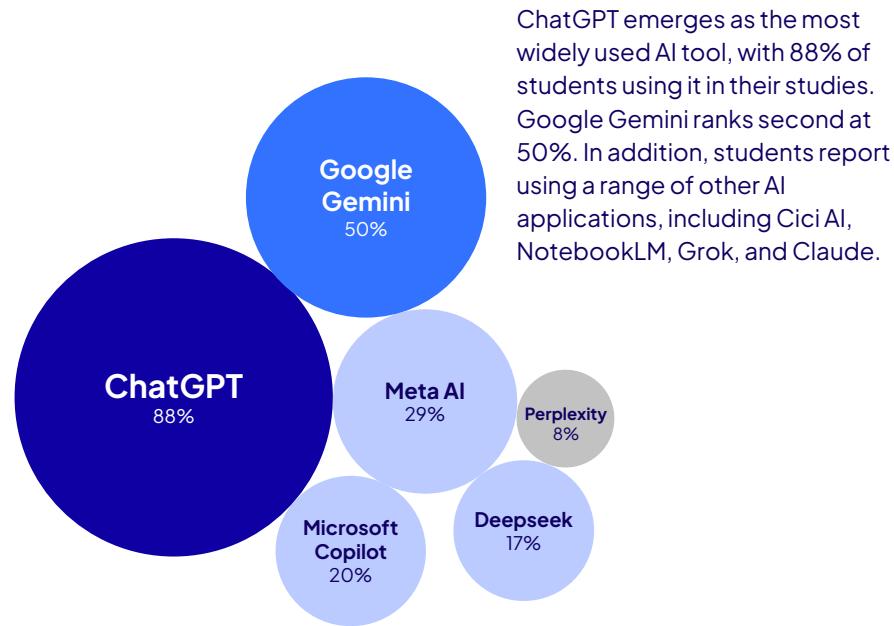 ChatGPT emerges as the most
widely used AI tool, with 88% of
students using it in their studies.
Google Gemini ranks second at
50%. In addition, students report
using a range of other AI
applications, including Cici AI,
NotebookLM, Grok, and Claude.
Google
Gemini
50%
ChatGPT
88%
Meta AI
29%
Perplexity
8%
Microsoft
Copilot
20%
Deepseek
17%